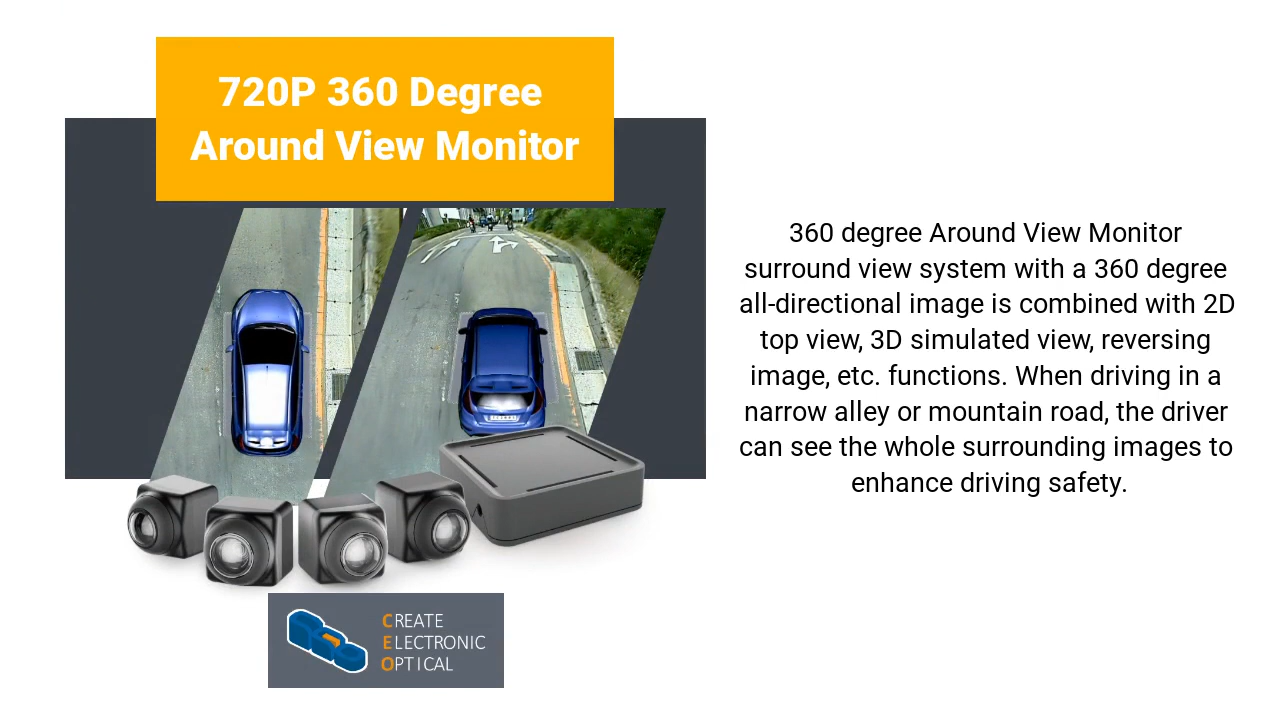 720P 360 Degree
Around View Monitor
360 degree Around View Monitor
surround view system with a 360 degree
all-directional image is combined with 2D
top view, 3D simulated view, reversing
image, etc. functions. When driving in a
narrow alley or mountain road, the driver
can see the whole surrounding images to
enhance driving safety.
CREATE
ELECTRONIC
OPTICAL